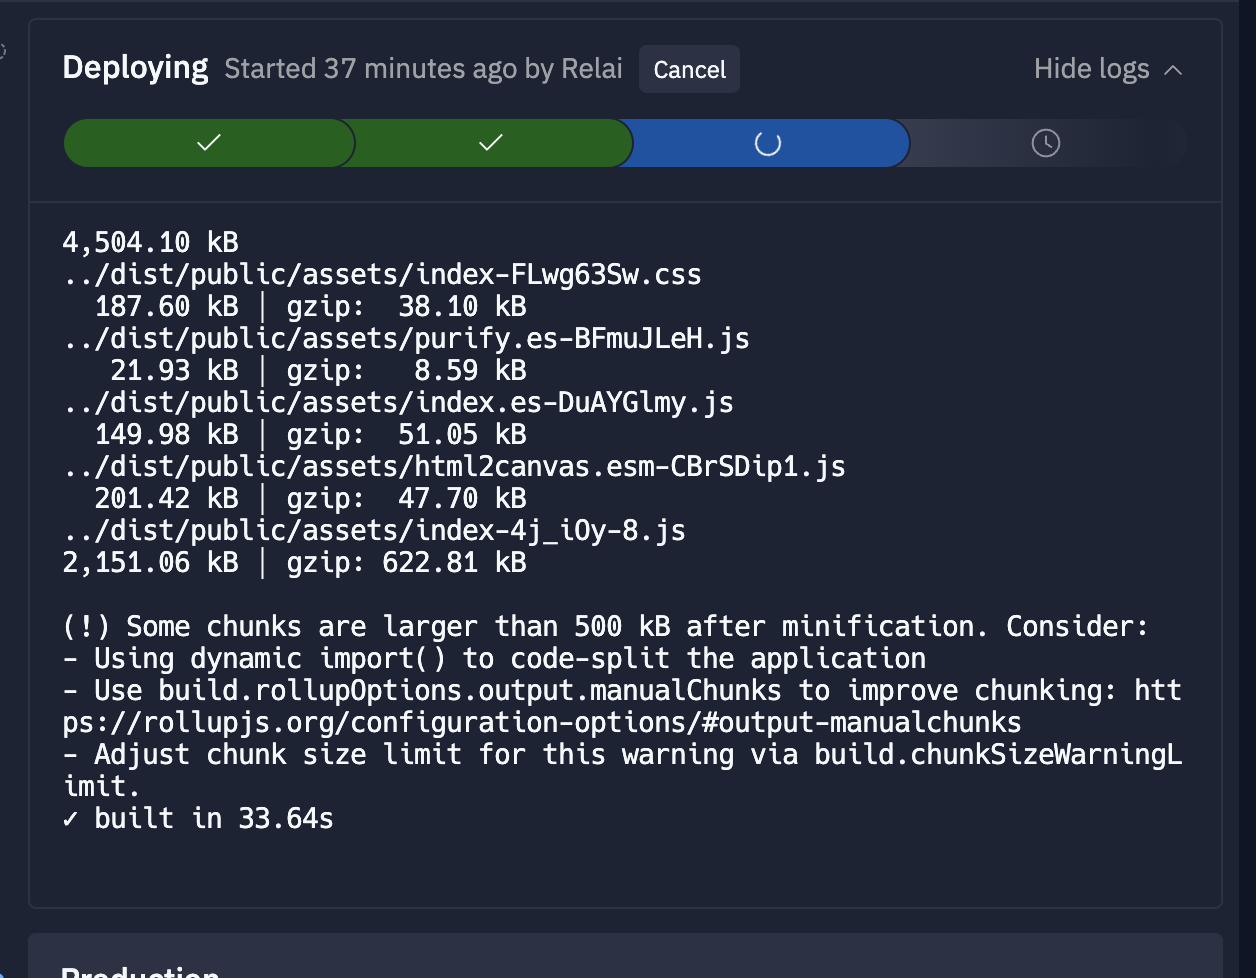 Deploying Started 37 minutes ago by Relai Cancel Hide logs
4,504.10 kB
../dist/public/assets/index-FLwg63Sw.css
187.60 kB │ gzip: 38.10 kB
../dist/public/assets/purify.es-BFmuJLeH.js
21.93 kB │ gzip: 8.59 kB
../dist/public/assets/index.es-DuAYGlmy.js
149.98 kB │ gzip: 51.05 kB
../dist/public/assets/html2canvas.esm-CBrSDip1.js
201.42 kB │ gzip: 47.70 kB
../dist/public/assets/index-4j_iOy-8.js
2,151.06 kB │ gzip: 622.81 kB
(!) Some chunks are larger than 500 kB after minification. Consider:
- Using dynamic import() to code-split the application
- Use build.rollupOptions.output.manualChunks to improve chunking: htt
ps://rollupjs.org/configuration-options/#output-manualchunks
- Adjust chunk size limit for this warning via build.chunkSizeWarningL
imit.
✓ built in 33.64s
Production